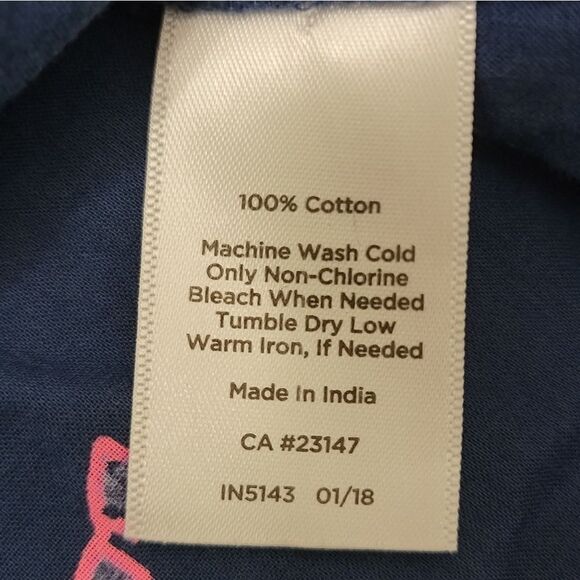 100% Cotton
Machine Wash Cold
Only Non-Chlorine
Bleach When Needed
Tumble Dry Low
Warm Iron, If Needed
Made In India
CA #23147
IN5143 01/18